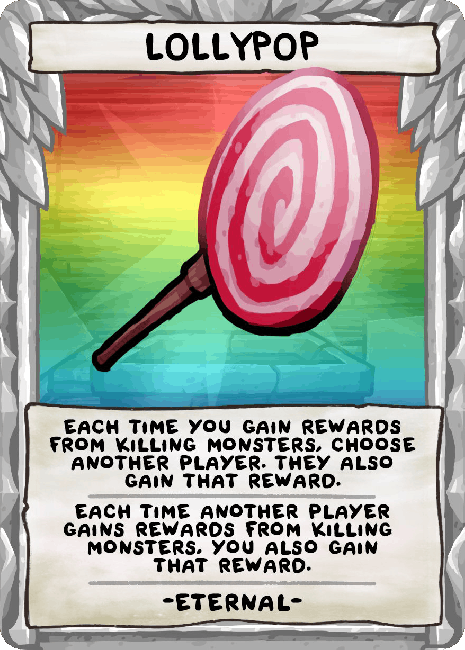 LOLLYPOP
EACH TIME YOU GAIN REWARDS
FROM KILLING MONSTERS, CHOOSE
ANOTHER PLAYER. THEY ALSO
GAIN THAT REWARD.
EACH TIME ANOTHER PLAYER
GAINS REWARDS FROM KILLING
MONSTERS, YOU ALSO GAIN
THAT REWARD.
-ETERNAL-